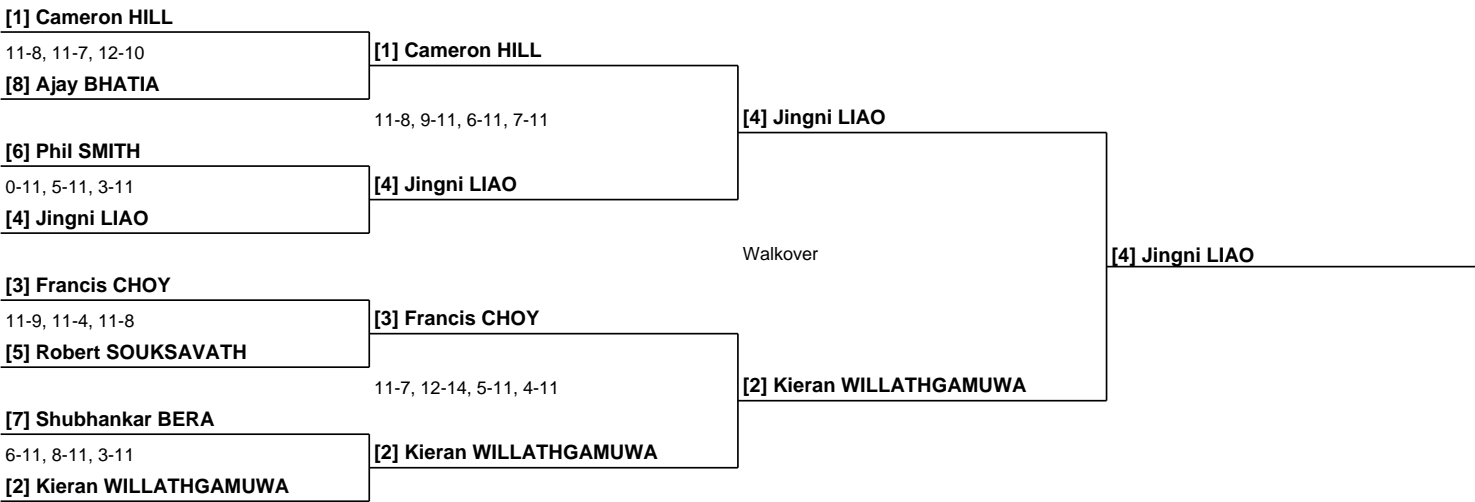 [1] Cameron HILL
11-8, 11-7, 12-10
[8] Ajay BHATIA
[1] Cameron HILL
11-8, 9-11, 6-11, 7-11
[6] Phil SMITH
0-11, 5-11, 3-11
[4] Jingni LIAO
[4] Jingni LIAO
[4] Jingni LIAO
Walkover
[4] Jingni LIAO
[3] Francis CHOY
11-9, 11-4, 11-8
[5] Robert SOUKSAVATH
[3] Francis CHOY
11-7, 12-14, 5-11, 4-11
[7] Shubhankar BERA
6-11, 8-11, 3-11
[2] Kieran WILLATHGAMUWA
[2] Kieran WILLATHGAMUWA
[2] Kieran WILLATHGAMUWA